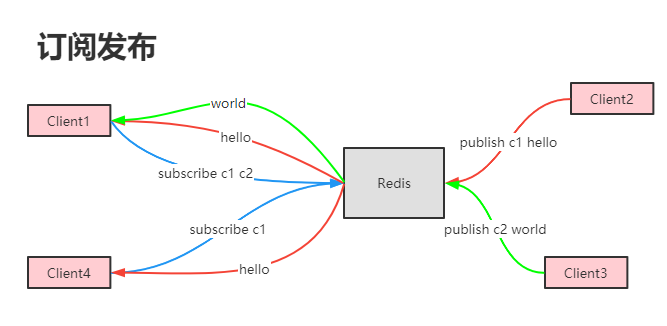 订阅发布
Client2
world
Client1
hello
publish c1 hello
subscribe c1 c2
Redis
subscribe c1
publish c2 world
hello
Client4
Client3